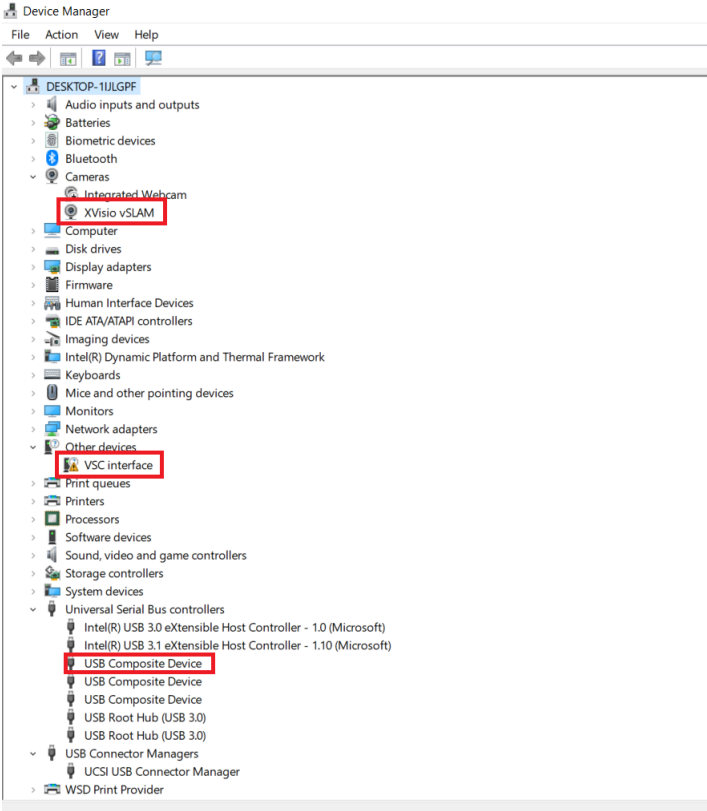 Device Manager
File Action View Help
DESKTOP-1IJLGPF
Audio inputs and outputs
Batteries
Biometric devices
Bluetooth
Cameras
Integrated Webcam
XVisio vSLAM
Computer
Disk drives
Display adapters
Firmware
Human Interface Devices
IDE ATA/ATAPI controllers
Imaging devices
Intel(R) Dynamic Platform and Thermal Framework
Keyboards
Mice and other pointing devices
Monitors
Network adapters
Other devices
VSC interface
Print queues
Printers
Processors
Software devices
Sound, video and game controllers
Storage controllers
System devices
Universal Serial Bus controllers
Intel(R) USB 3.0 eXtensible Host Controller - 1.0 (Microsoft)
Intel(R) USB 3.1 eXtensible Host Controller - 1.10 (Microsoft)
USB Composite Device
USB Composite Device
USB Composite Device
USB Root Hub (USB 3.0)
USB Root Hub (USB 3.0)
USB Connector Managers
UCSI USB Connector Manager
WSD Print Provider